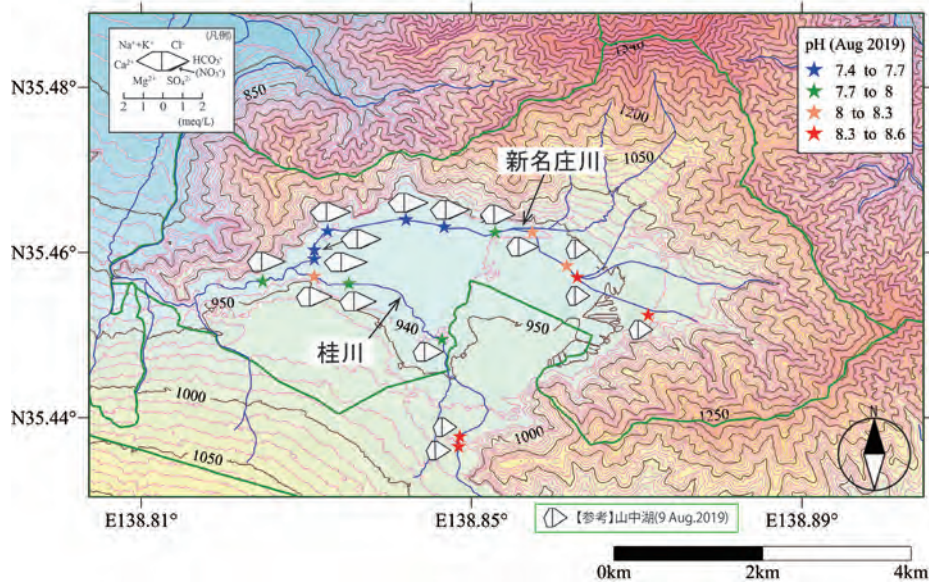 (凡例)
Na⁺+K⁺ Cl⁻
Ca²⁺ HCO₃⁻
(NO₃⁺)
Mg²⁺ SO₄²⁻
2 1 0 1 2
(meq/L)
pH (Aug 2019)
7.4 to 7.7
7.7 to 8
8 to 8.3
8.3 to 8.6
N35.48°
N35.46°
N35.44°
850
1200
1050
新名庄川
950
940
950
桂川
1000
1050
1000
1250
N
E138.81°
E138.85°
E138.89°
【参考】山中湖(9 Aug.2019)
0km 2km 4km